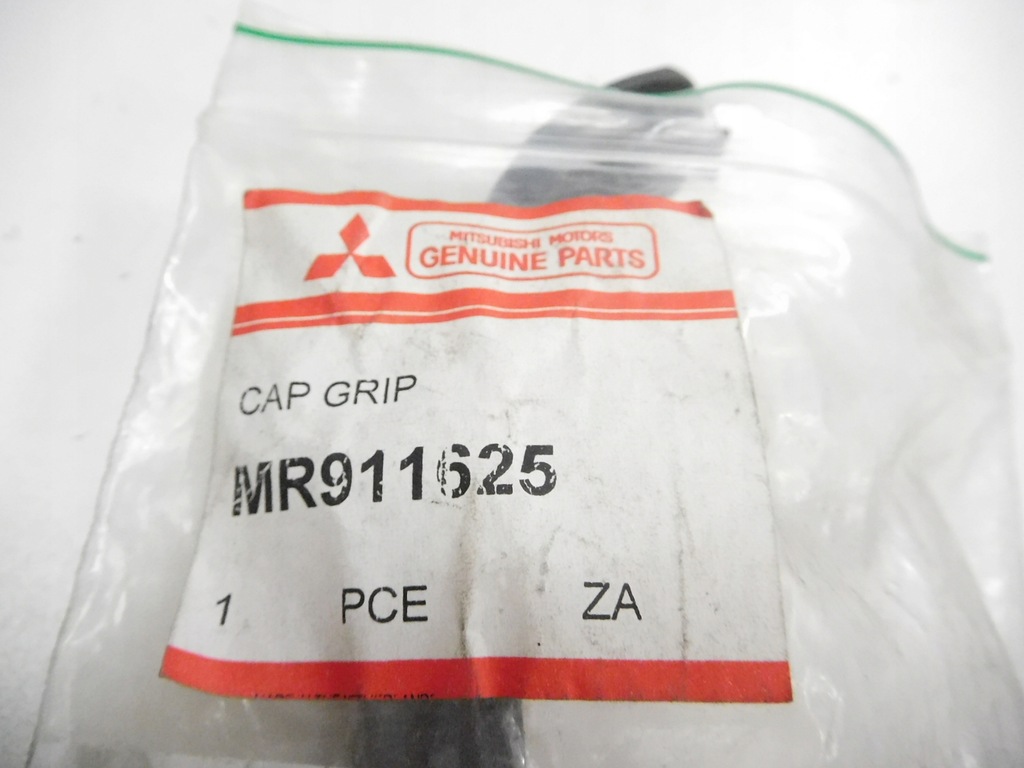 MITSUBISHI MOTORS
GENUINE PARTS
CAP GRIP
MR911625
1 PCE ZA